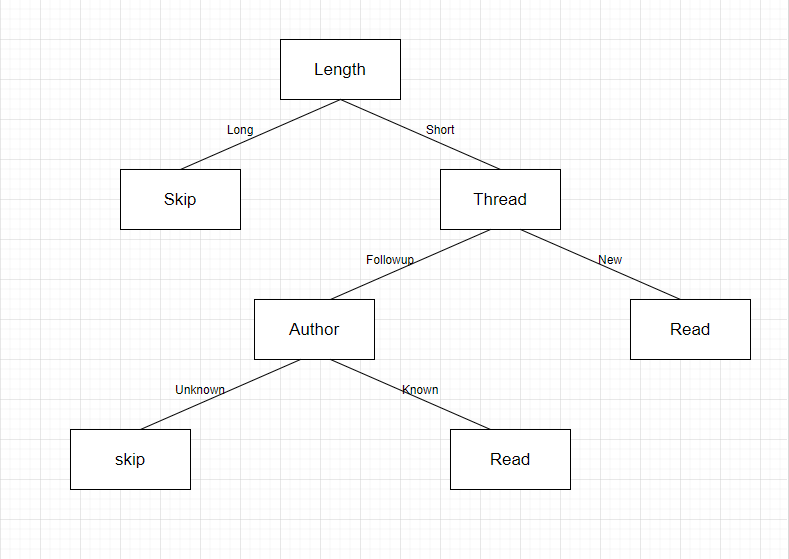 Length
Long
Short
Skip
Thread
Followup
New
Author
Read
Unknown
Known
skip
Read